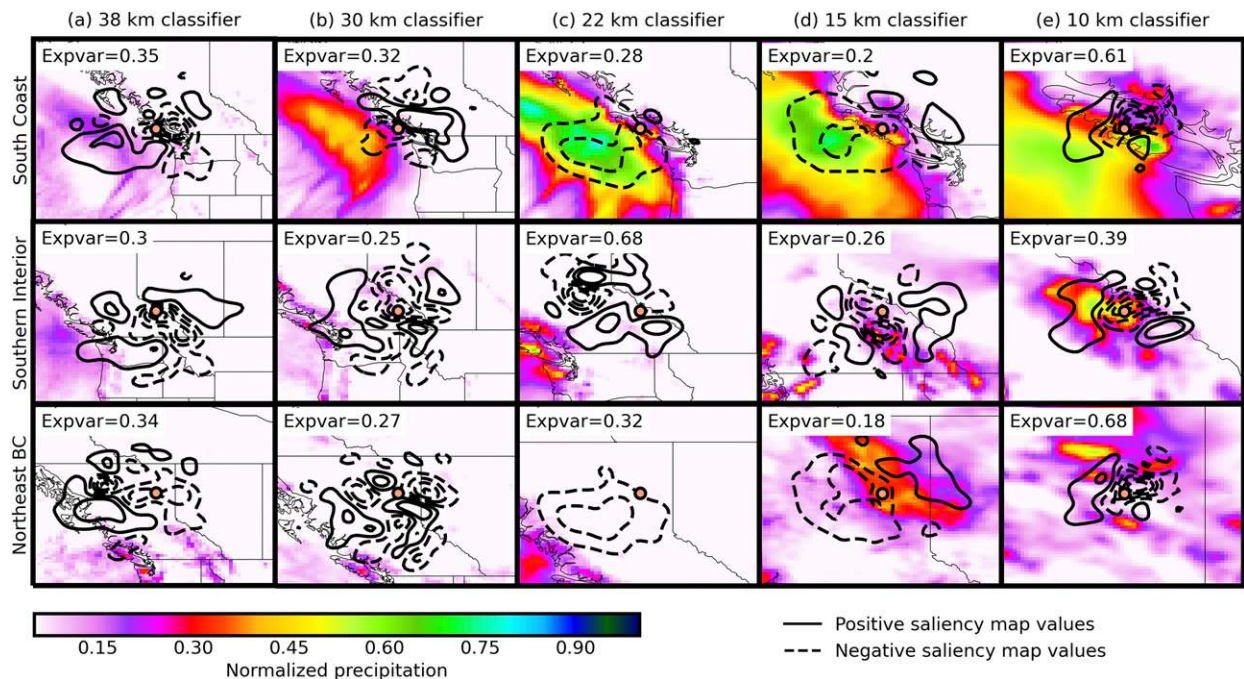 (a) 38 km classifier (b) 30 km classifier (c) 22 km classifier (d) 15 km classifier (e) 10 km classifier
South Coast
Expvar=0.35 Expvar=0.32 Expvar=0.28 Expvar=0.2 Expvar=0.61
Southern Interior
Expvar=0.3 Expvar=0.25 Expvar=0.68 Expvar=0.26 Expvar=0.39
Northeast BC
Expvar=0.34 Expvar=0.27 Expvar=0.32 Expvar=0.18 Expvar=0.68
0.15 0.30 0.45 0.60 0.75 0.90
Normalized precipitation
Positive saliency map values
Negative saliency map values